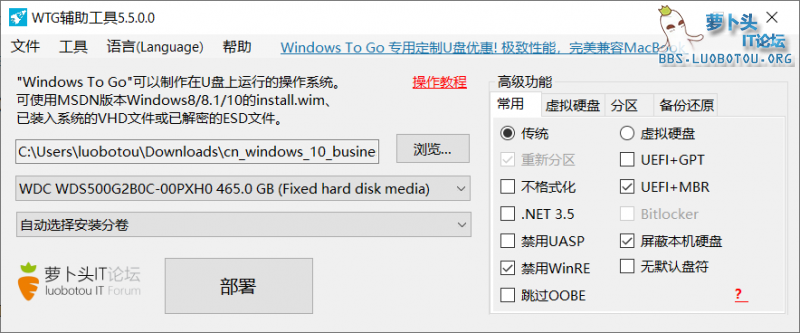 WTG辅助工具5.5.0.0
萝卜头
IT论坛
BBS.LUOBOTOU.ORG
文件 工具 语言(Language) 帮助 Windows To Go 专用定制U盘优惠! 极致性能，完美兼容MacBook
"Windows To Go"可以制作在U盘上运行的操作系统。 操作教程
可使用MSDN版本Windows8/8.1/10的install.wim、
已装入系统的VHD文件或已解密的ESD文件。
C:\Users\luobotou\Downloads\cn_windows_10_busine 浏览...
WDC WDS500G2B0C-00PXH0 465.0 GB (Fixed hard disk media)
自动选择安装分卷
萝卜头IT论坛
luobotou IT Forum
部署
高级功能
常用 虚拟硬盘 分区 备份还原
传统 虚拟硬盘
重新分区 UEFI+GPT
不格式化 UEFI+MBR
.NET 3.5 Bitlocker
禁用UASP 屏蔽本机硬盘
禁用WinRE 无默认盘符
跳过OOBE ?